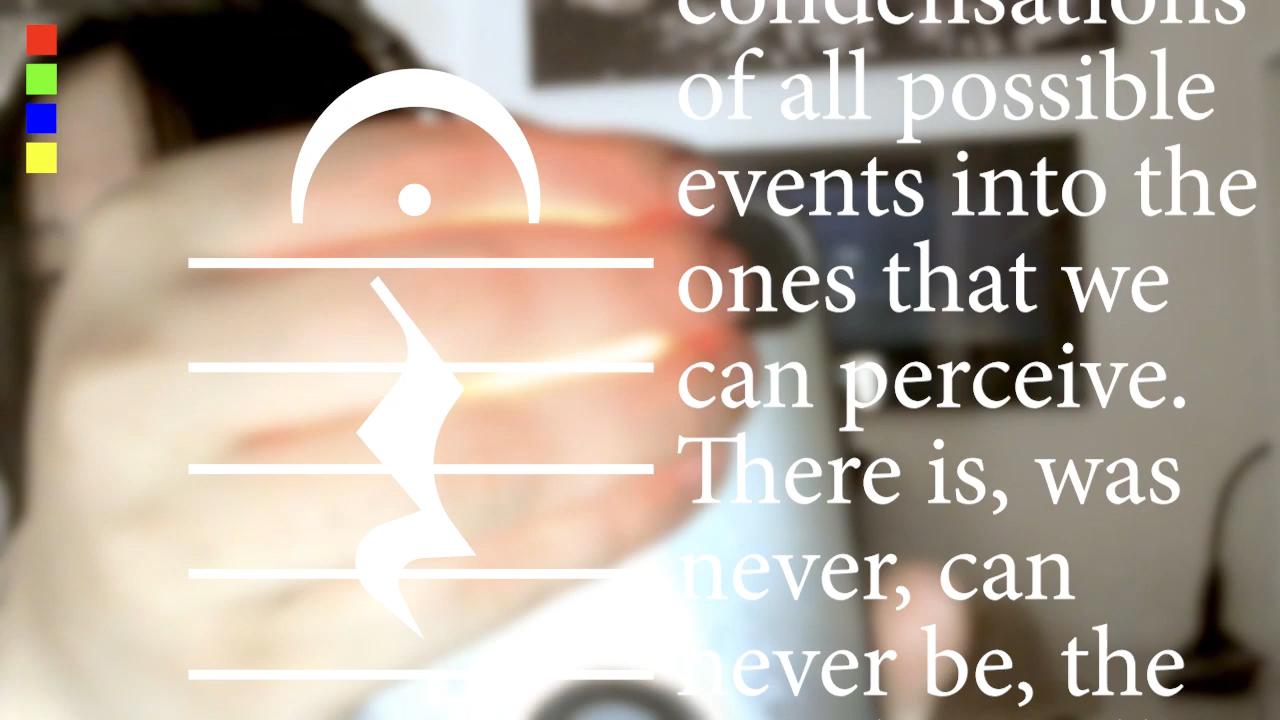 condensations
of all possible
events into the
ones that we
can perceive.
There is, was
never, can
never be, the